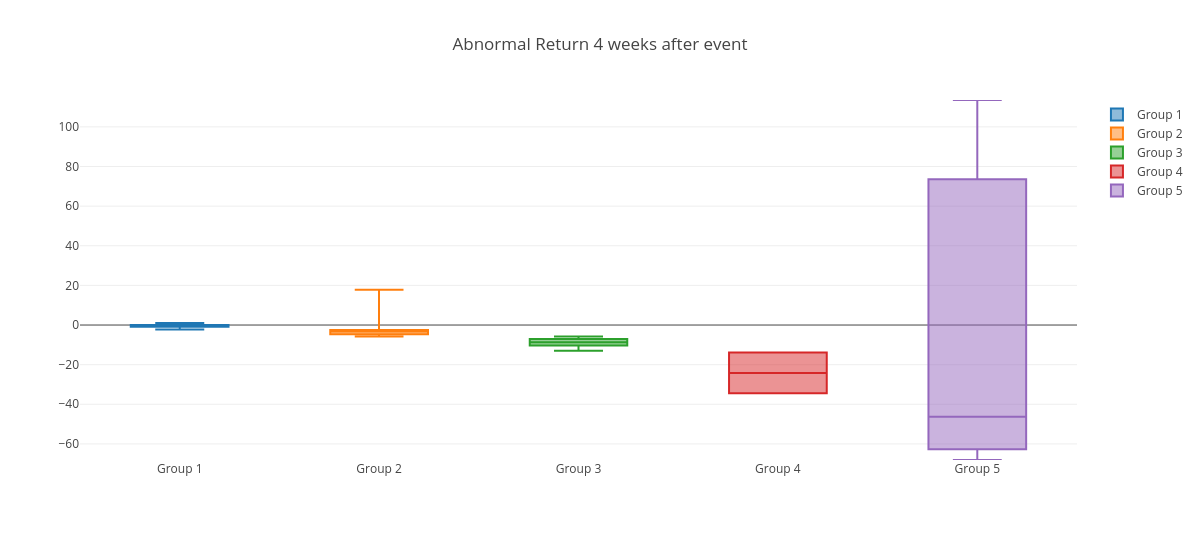 Abnormal Return 4 weeks after event
100
80
60
40
20
0
−20
−40
−60
Group 1
Group 2
Group 3
Group 4
Group 5
Group 1
Group 2
Group 3
Group 4
Group 5